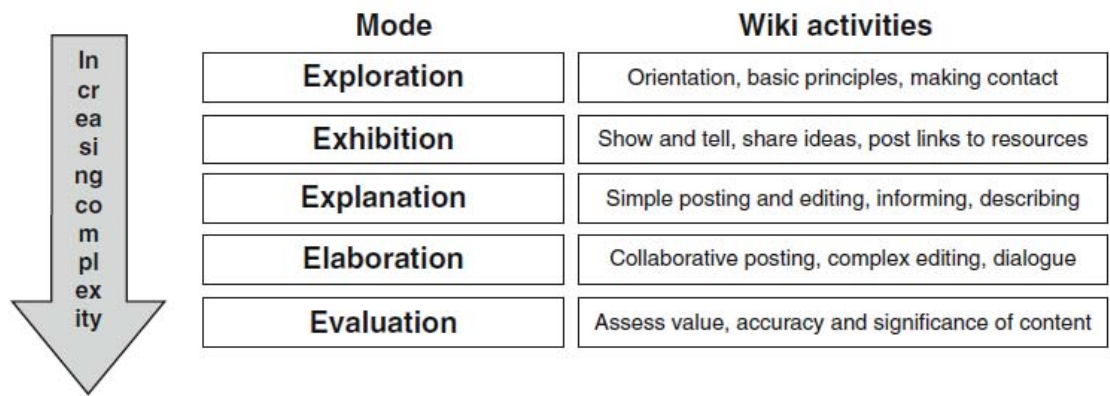 Mode
Wiki activities
In
cr
ea
si
ng
co
m
pl
ex
ity
Exploration
Orientation, basic principles, making contact
Exhibition
Show and tell, share ideas, post links to resources
Explanation
Simple posting and editing, informing, describing
Elaboration
Collaborative posting, complex editing, dialogue
Evaluation
Assess value, accuracy and significance of content